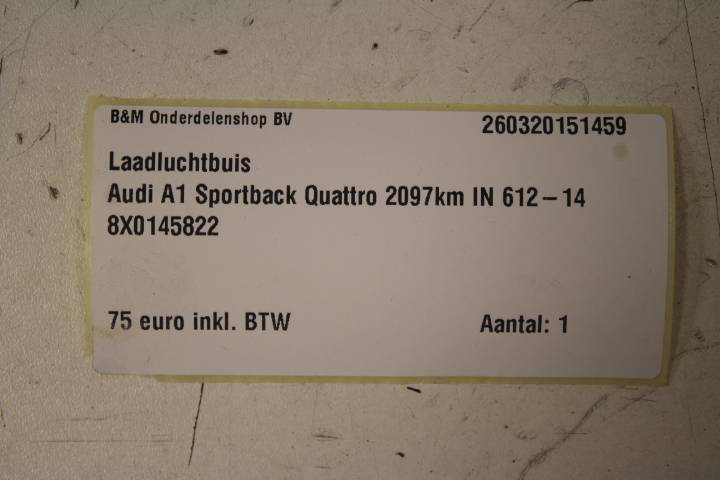 B&M Onderdelenshop BV 260320151459
Laadluchtbuis
Audi A1 Sportback Quattro 2097km IN 612-14
8X0145822
75 euro inkl. BTW Aantal: 1